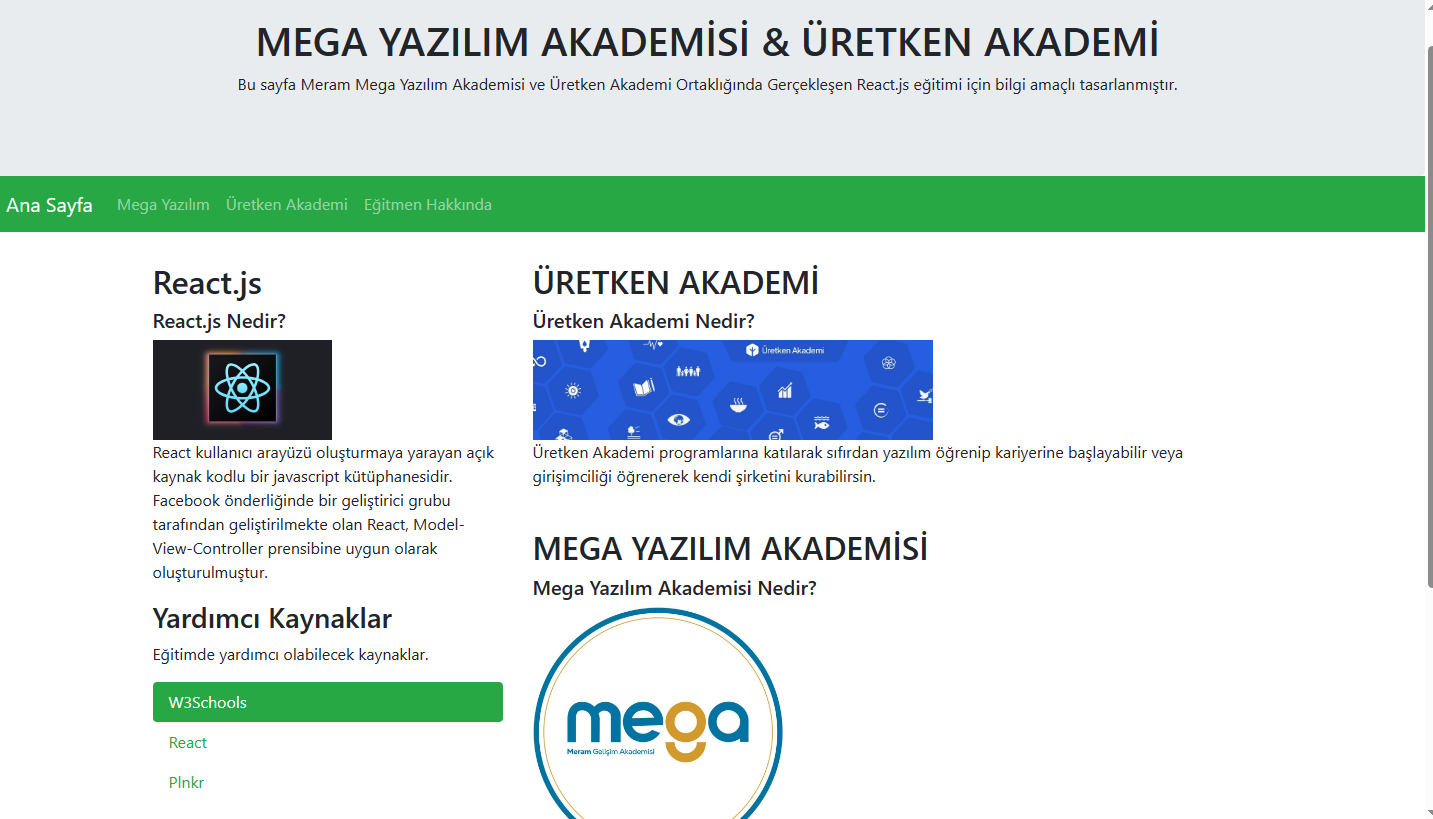 MEGA YAZILIM AKADEMİSİ & ÜRETKEN AKADEMİ
Bu sayfa Meram Mega Yazılım Akademisi ve Üretken Akademi Ortaklığında Gerçekleşen React.js eğitimi için bilgi amaçlı tasarlanmıştır.
Ana Sayfa Mega Yazılım Üretken Akademi Eğitmen Hakkında
React.js
React.js Nedir?
React kullanıcı arayüzü oluşturmaya yarayan açık
kaynak kodlu bir javascript kütüphanesidir.
Facebook önderliğinde bir geliştirici grubu
tarafından geliştirilmekte olan React, Model-
View-Controller prensibine uygun olarak
oluşturulmuştur.
Yardımcı Kaynaklar
Eğitimde yardımcı olabilecek kaynaklar.
W3Schools
React
Plnkr
ÜRETKEN AKADEMİ
Üretken Akademi Nedir?
Üretken Akademi
Üretken Akademi programlarına katılarak sıfırdan yazılım öğrenip kariyerine başlayabilir veya
girişimciliği öğrenerek kendi şirketini kurabilirsin.
MEGA YAZILIM AKADEMİSİ
Mega Yazılım Akademisi Nedir?
mega
Meram Gelişim Akademisi